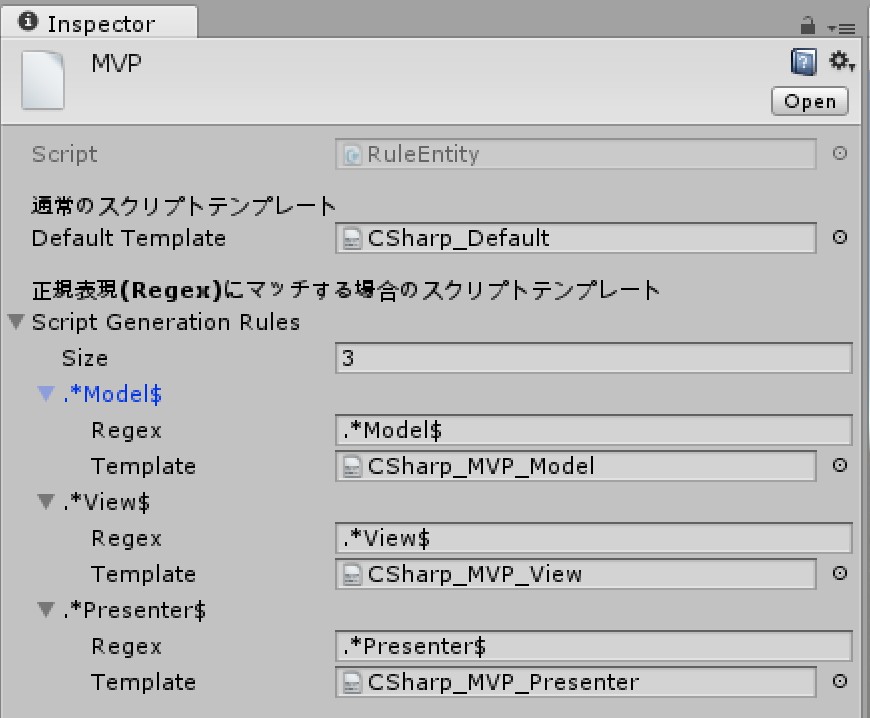 Inspector
MVP
Open
Script RuleEntity
通常のスクリプトテンプレート
Default Template CSharp_Default
正規表現(Regex)にマッチする場合のスクリプトテンプレート
Script Generation Rules
Size 3
.*Model$
Regex .*Model$
Template CSharp_MVP_Model
.*View$
Regex .*View$
Template CSharp_MVP_View
.*Presenter$
Regex .*Presenter$
Template CSharp_MVP_Presenter